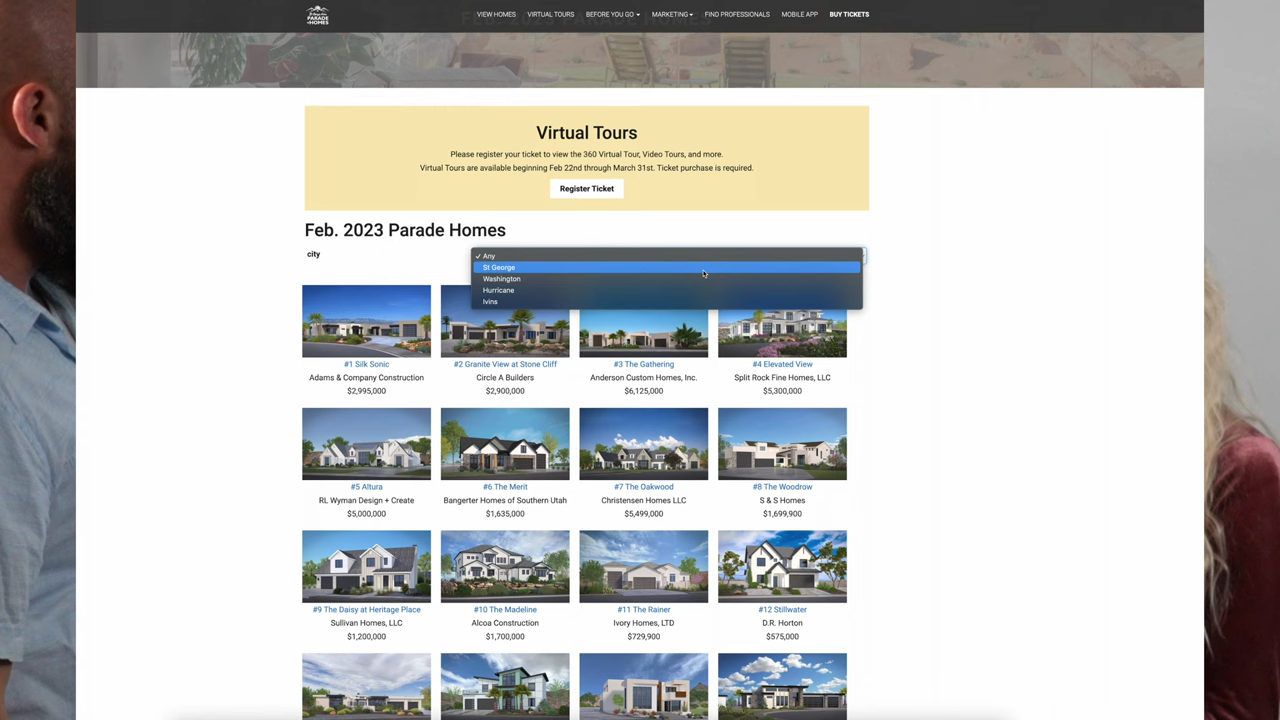 PARADE
of HOMES
VIEW HOMES
VIRTUAL TOURS
BEFORE YOU GO
MARKETING
FIND PROFESSIONALS
MOBILE APP
BUY TICKETS
Virtual Tours
Please register your ticket to view the 360 Virtual Tour, Video Tours, and more.
Virtual Tours are available beginning Feb 22nd through March 31st. Ticket purchase is required.
Register Ticket
Feb. 2023 Parade Homes
city
✓ Any
St George
Washington
Hurricane
Ivins
#1 Silk Sonic
Adams & Company Construction
$2,995,000
#2 Granite View at Stone Cliff
Circle A Builders
$2,900,000
#3 The Gathering
Anderson Custom Homes, Inc.
$6,125,000
#4 Elevated View
Split Rock Fine Homes, LLC
$5,300,000
#5 Altura
RL Wyman Design + Create
$5,000,000
#6 The Merit
Bangerter Homes of Southern Utah
$1,635,000
#7 The Oakwood
Christensen Homes LLC
$5,499,000
#8 The Woodrow
S & S Homes
$1,699,900
#9 The Daisy at Heritage Place
Sullivan Homes, LLC
$1,200,000
#10 The Madeline
Alcoa Construction
$1,700,000
#11 The Rainer
Ivory Homes, LTD
$729,900
#12 Stillwater
D.R. Horton
$575,000